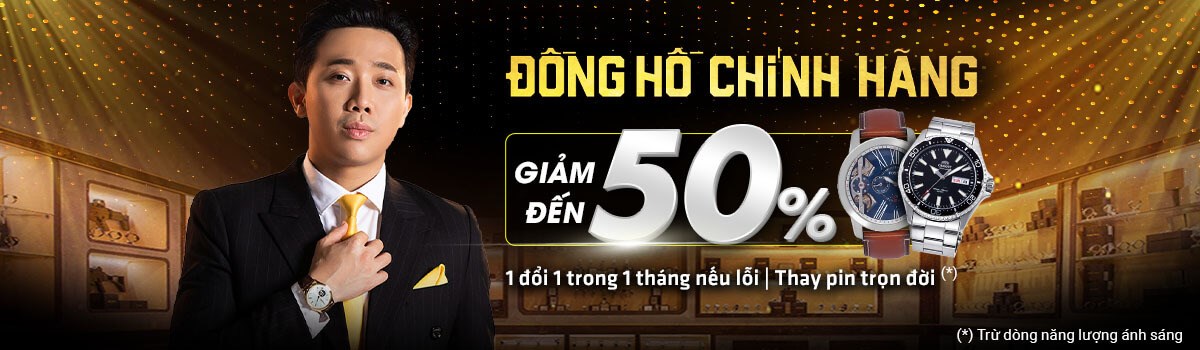 ĐỒNG HỒ CHÍNH HÃNG
GIẢM
ĐẾN
50%
1 đổi 1 trong 1 tháng nếu lỗi | Thay pin trọn đời (*)
(*) Trừ dòng năng lượng ánh sáng